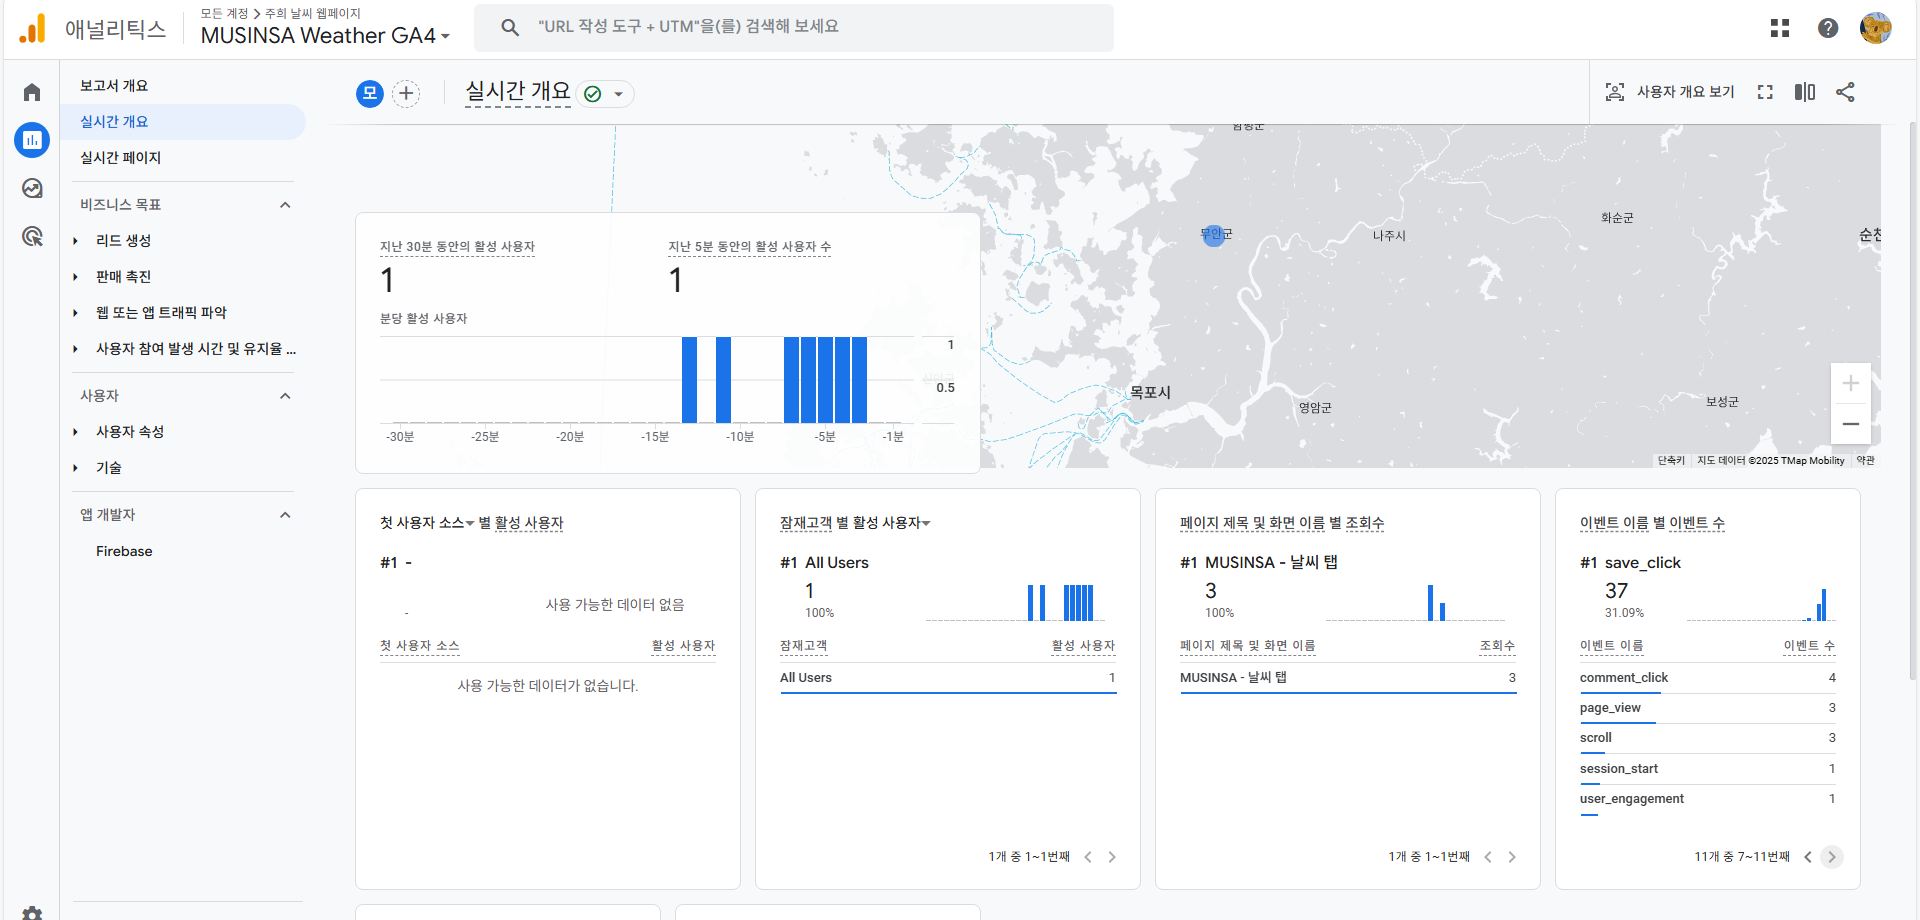 애널리틱스
모든 계정 > 주희 날씨 웹페이지
MUSINSA Weather GA4
"URL 작성 도구 + UTM"을(를) 검색해 보세요
보고서 개요
실시간 개요
실시간 페이지
비즈니스 목표
리드 생성
판매 촉진
웹 또는 앱 트래픽 파악
사용자 참여 발생 시간 및 유지율 ...
사용자
사용자 속성
기술
앱 개발자
Firebase
모
실시간 개요
사용자 개요 보기
함평군
무안군
나주시
화순군
순천
목포시
영암군
보성군
단축키
지도 데이터 ©2025 TMap Mobility
약관
지난 30분 동안의 활성 사용자
1
지난 5분 동안의 활성 사용자 수
1
분당 활성 사용자
1
0.5
-30분 -25분 -20분 -15분 -10분 -5분 -1분
첫 사용자 소스 별 활성 사용자
#1 -
-
사용 가능한 데이터 없음
첫 사용자 소스 활성 사용자
사용 가능한 데이터가 없습니다.
잠재고객 별 활성 사용자
#1 All Users
1
100%
잠재고객 활성 사용자
All Users 1
1개 중 1~1번째
페이지 제목 및 화면 이름 별 조회수
#1 MUSINSA - 날씨 탭
3
100%
페이지 제목 및 화면 이름 조회수
MUSINSA - 날씨 탭 3
1개 중 1~1번째
이벤트 이름 별 이벤트 수
#1 save_click
37
31.09%
이벤트 이름 이벤트 수
comment_click 4
page_view 3
scroll 3
session_start 1
user_engagement 1
11개 중 7~11번째